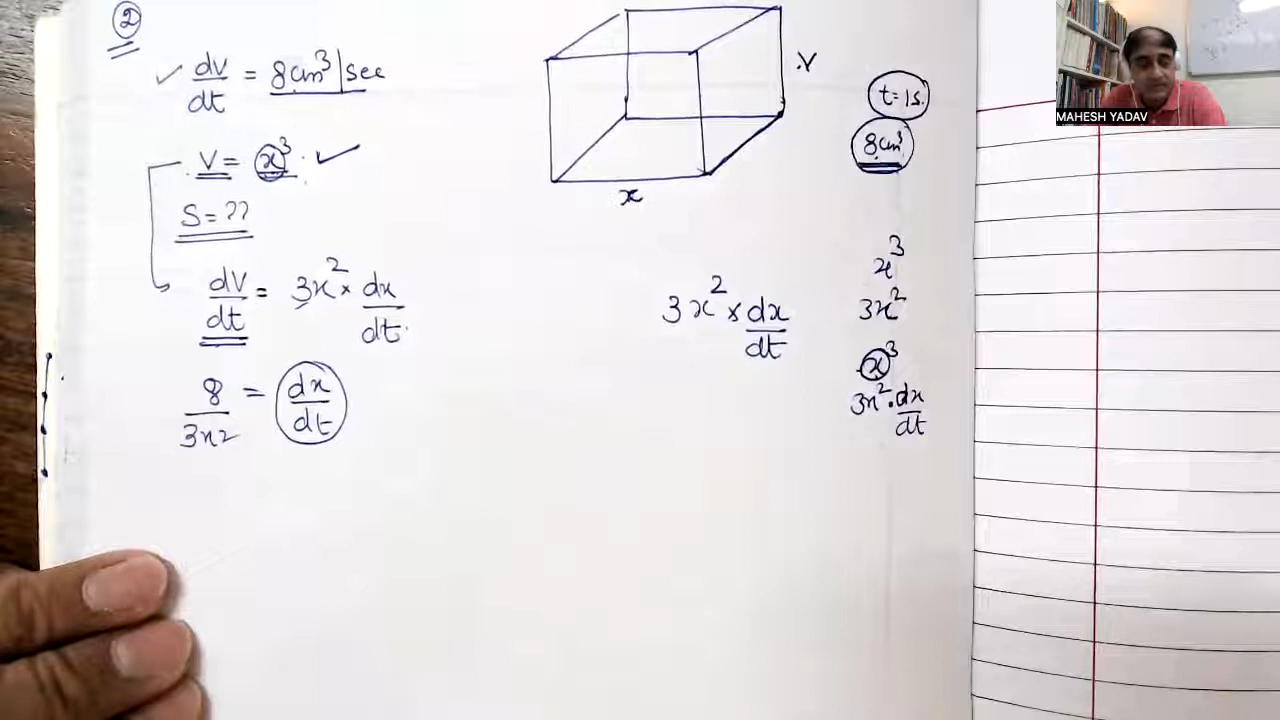 ②
✓ dv/dt = 8cm³|sec
V = x³ ✓
S = ??
dV/dt = 3x² × dx/dt
8/3x2 = dx/dt
x
.V
t=1s.
8cm³
3x² × dx/dt
x³
3x²
x³
3x².dx/dt
MAHESH YADAV